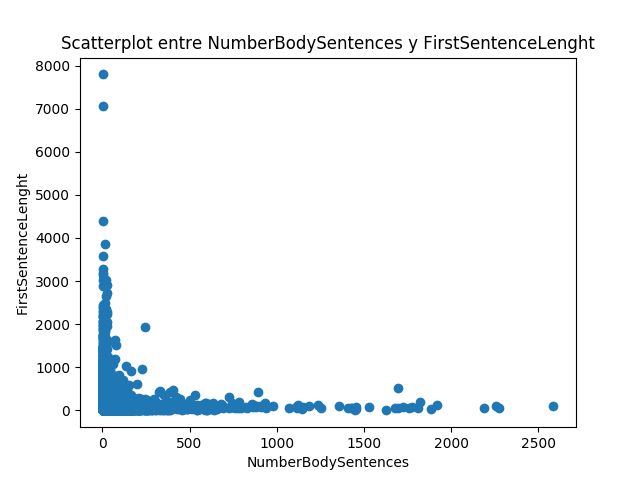 Scatterplot entre NumberBodySentences y FirstSentenceLenght
8000
7000
6000
5000
4000
3000
2000
1000
0
FirstSentenceLenght
0 500 1000 1500 2000 2500
NumberBodySentences